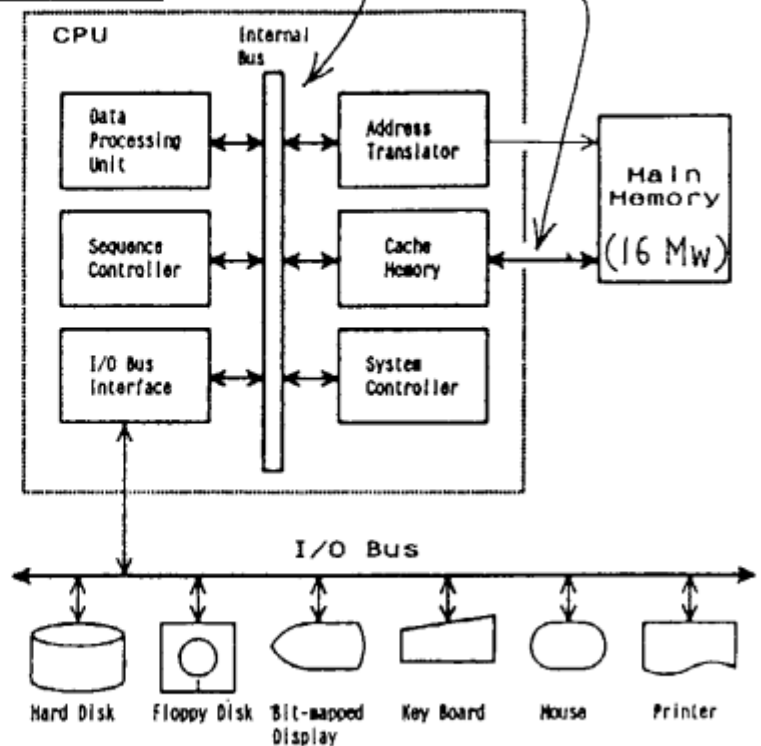 CPU
Internal
Bus
Data
Processing
Unit
Address
Translator
Main
Memory
(16 MW)
Sequence
Controller
Cache
Memory
I/O Bus
Interface
System
Controller
I/O Bus
Hard Disk
Floppy Disk
Bit-mapped
Display
Key Board
Mouse
Printer